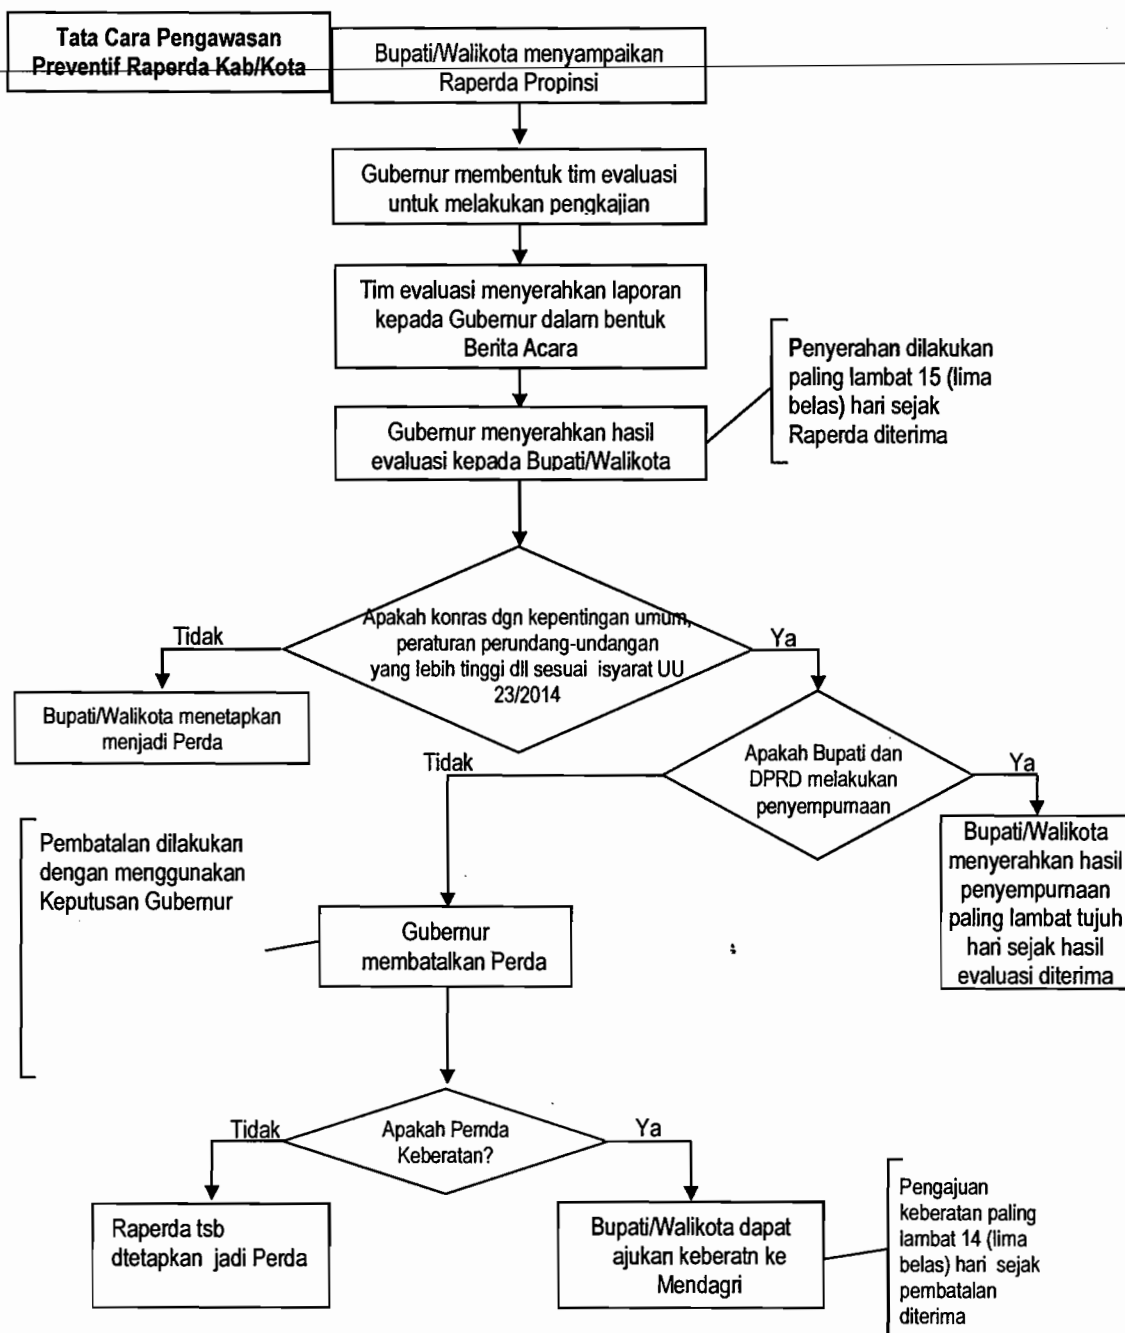 Tata Cara Pengawasan
Preventif Raperda Kab/Kota
Bupati/Walikota menyampaikan
Raperda Propinsi
Gubernur membentuk tim evaluasi
untuk melakukan pengkajian
Tim evaluasi menyerahkan laporan
kepada Gubernur dalam bentuk
Berita Acara
Penyerahan dilakukan
paling lambat 15 (lima
belas) hari sejak
Raperda diterima
Gubernur menyerahkan hasil
evaluasi kepada Bupati/Walikota
Apakah konras dgn kepentingan umum,
peraturan perundang-undangan
yang lebih tinggi dll sesuai isyarat UU
23/2014
Tidak
Ya
Bupati/Walikota menetapkan
menjadi Perda
Apakah Bupati dan
DPRD melakukan
penyempurnaan
Tidak
Ya
Bupati/Walikota
menyerahkan hasil
penyempurnaan
paling lambat tujuh
hari sejak hasil
evaluasi diterima
Pembatalan dilakukan
dengan menggunakan
Keputusan Gubernur
Gubernur
membatalkan Perda
Apakah Pemda
Keberatan?
Tidak
Ya
Raperda tsb
dtetapkan jadi Perda
Bupati/Walikota dapat
ajukan keberatn ke
Mendagri
Pengajuan
keberatan paling
lambat 14 (lima
belas) hari sejak
pembatalan
diterima